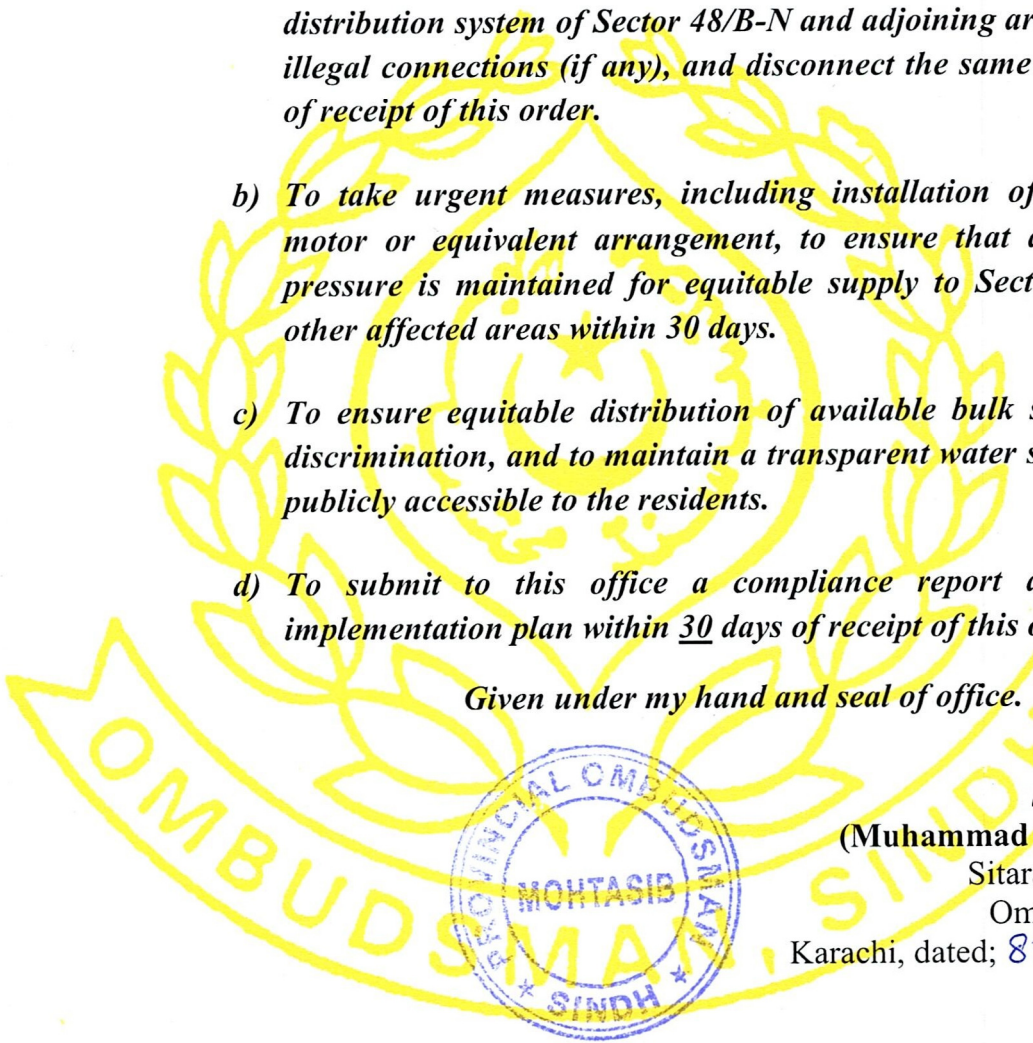 distribution system of Sector 48/B-N and adjoining
illegal connections (if any), and disconnect the same
of receipt of this order.
b) To take urgent measures, including installation of
motor or equivalent arrangement, to ensure that
pressure is maintained for equitable supply to
other affected areas within 30 days.
c) To ensure equitable distribution of available bulk
discrimination, and to maintain a transparent water
publicly accessible to the residents.
d) To submit to this office a compliance report
implementation plan within 30 days of receipt of this
Given under my hand and seal of office.
(Muhammad
Karachi, dated; 8
PROVINCIAL OMBUDSMAN
MOHTASIB
* SINDH *
OMBUDSMAN, SINDH